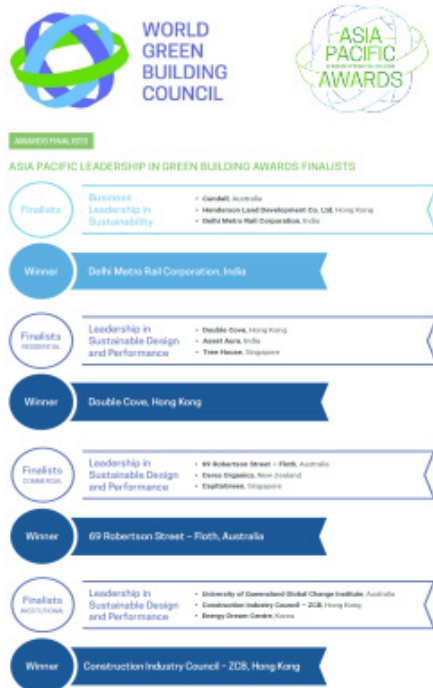 WORLD
GREEN
BUILDING
COUNCIL
ASIA
PACIFIC
AWARDS
AWARDS FINALISTS
ASIA PACIFIC LEADERSHIP IN GREEN BUILDING AWARDS FINALISTS
Finalists
Business
Leadership in
Sustainability
• Cundall, Australia
• Henderson Land Development Co. Ltd, Hong Kong
• Delhi Metro Rail Corporation, India
Winner
Delhi Metro Rail Corporation, India
Finalists
RESIDENTIAL
Leadership in
Sustainable Design
and Performance
• Double Cove, Hong Kong
• Asset Aura, India
• Tree House, Singapore
Winner
Double Cove, Hong Kong
Finalists
COMMERCIAL
Leadership in
Sustainable Design
and Performance
• 69 Robertson Street – Floth, Australia
• Ceres Organics, New Zealand
• CapitaGreen, Singapore
Winner
69 Robertson Street – Floth, Australia
Finalists
INSTITUTIONAL
Leadership in
Sustainable Design
and Performance
• University of Queensland Global Change Institute, Australia
• Construction Industry Council – ZCB, Hong Kong
• Energy Dream Centre, Korea
Winner
Construction Industry Council – ZCB, Hong Kong